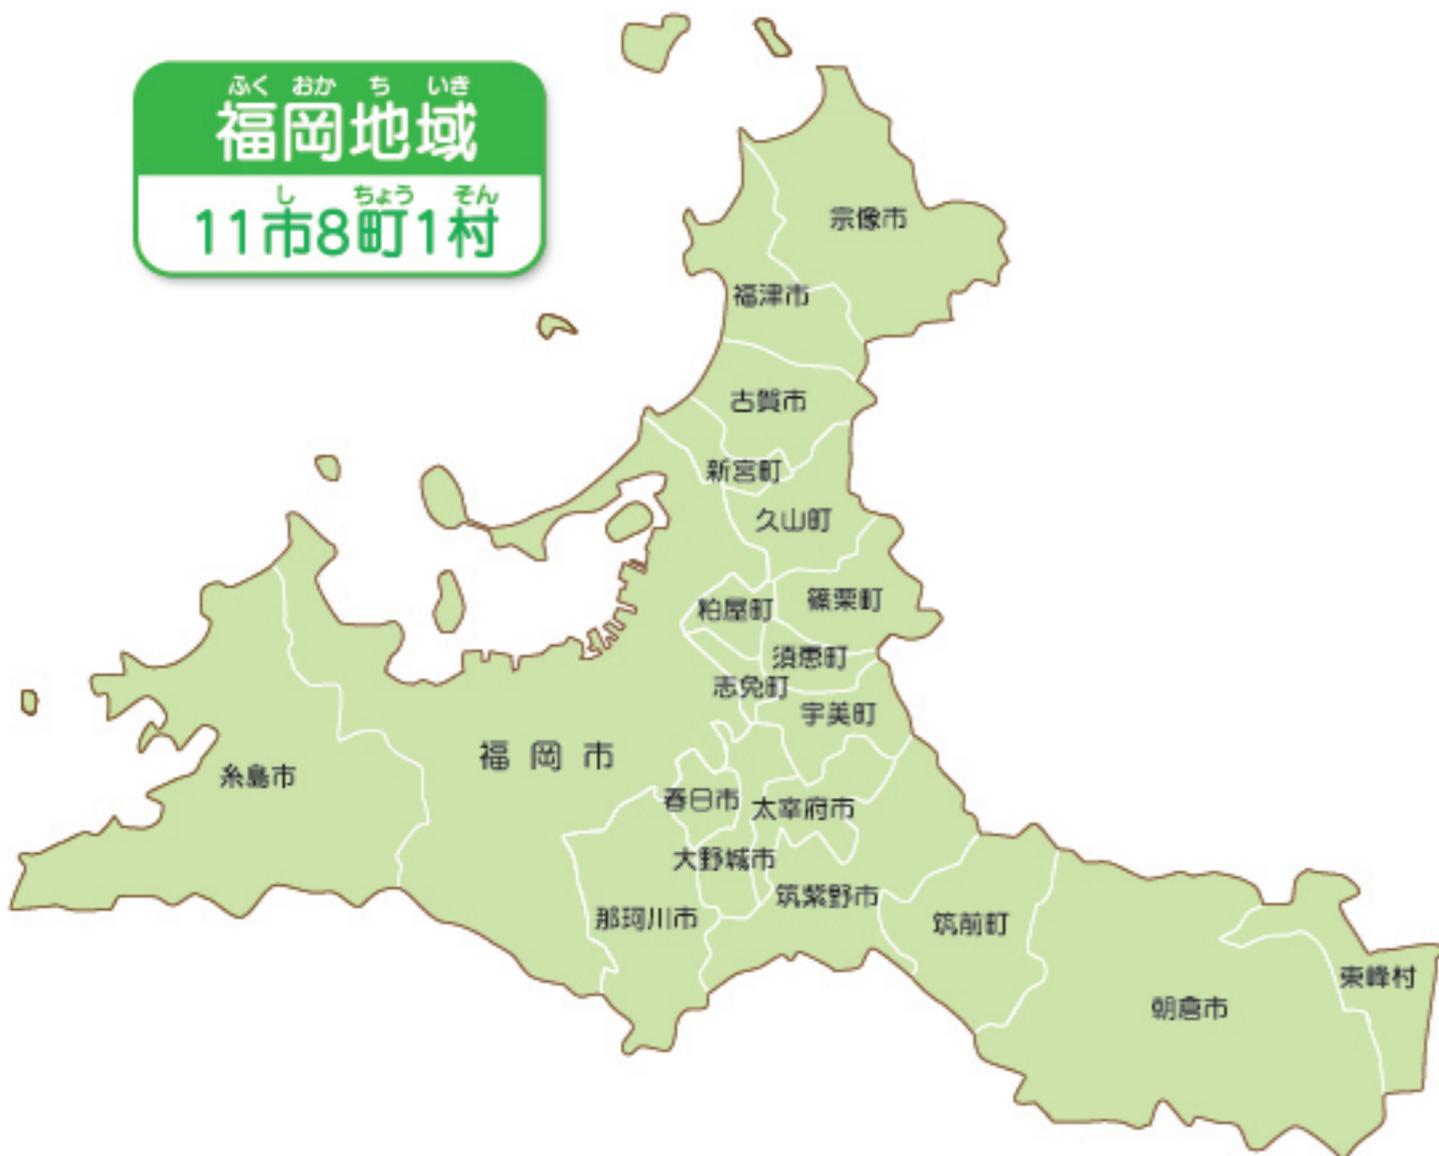 ふく おか ち いき
福岡地域
し ちょう そん
11市8町1村
宗像市
福津市
古賀市
新宮町
久山町
篠栗町
粕屋町
須恵町
志免町
宇美町
福岡市
糸島市
春日市
太宰府市
大野城市
筑紫野市
那珂川市
筑前町
東峰村
朝倉市